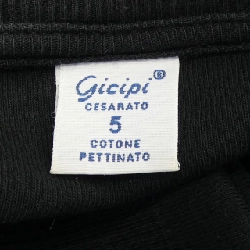 Gicipi®
CESARATO
5
COTONE
PETTINATO